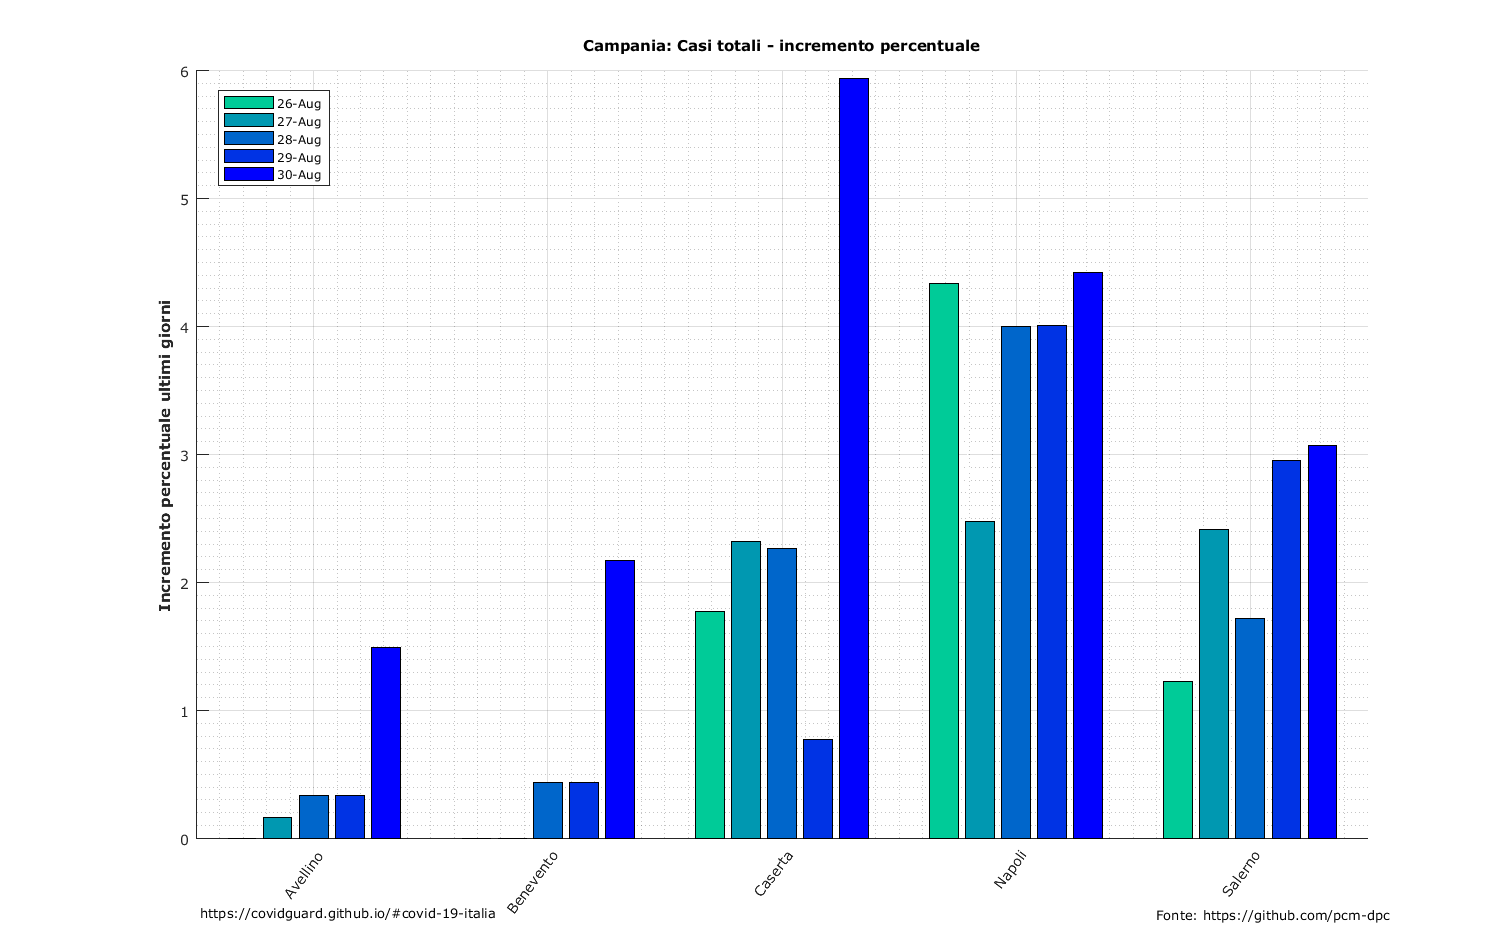 Campania: Casi totali - incremento percentuale
Incremento percentuale ultimi giorni
6
5
4
3
2
1
0
26-Aug
27-Aug
28-Aug
29-Aug
30-Aug
Avellino
Benevento
Caserta
Napoli
Salerno
https://covidguard.github.io/#covid-19-italia
Fonte: https://github.com/pcm-dpc